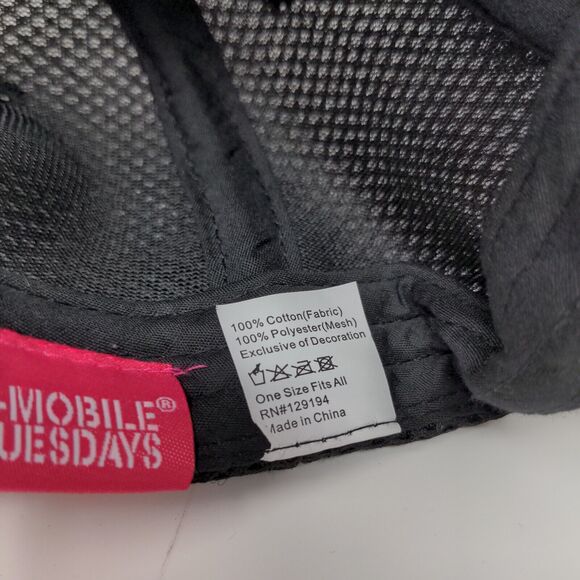 100% Cotton(Fabric)
100% Polyester(Mesh)
Exclusive of Decoration
One Size Fits All
RN#129194
Made in China
-MOBILE®
UESDAYS